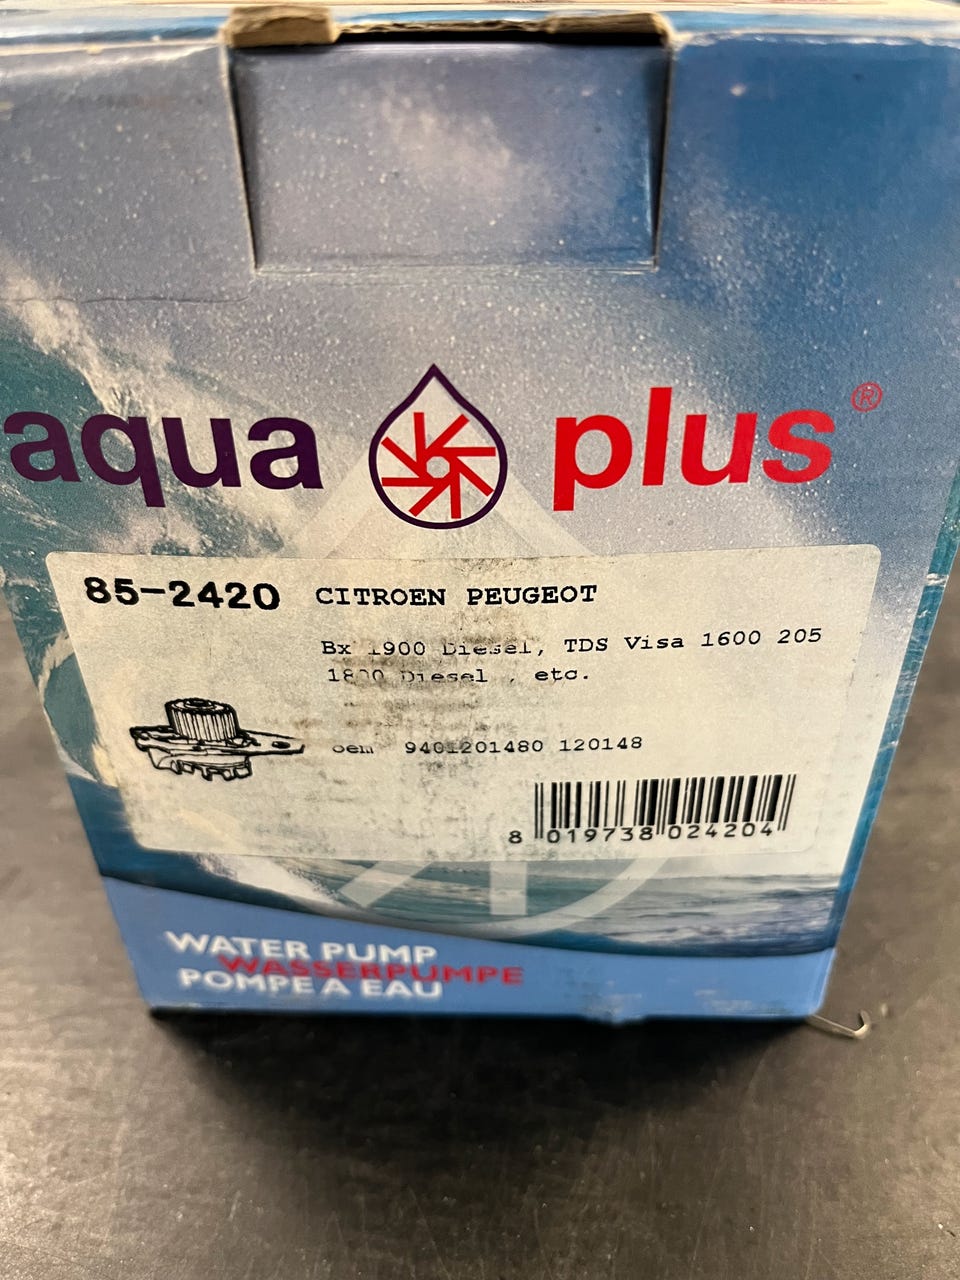 aqua plus®
85-2420 CITROEN PEUGEOT
Bx 1900 Diesel, TDS Visa 1600 205
1800 Diesel , etc.
oem 9401201480 120148
8 019738 024204
WATER PUMP
WASSERPUMPE
POMPE A EAU